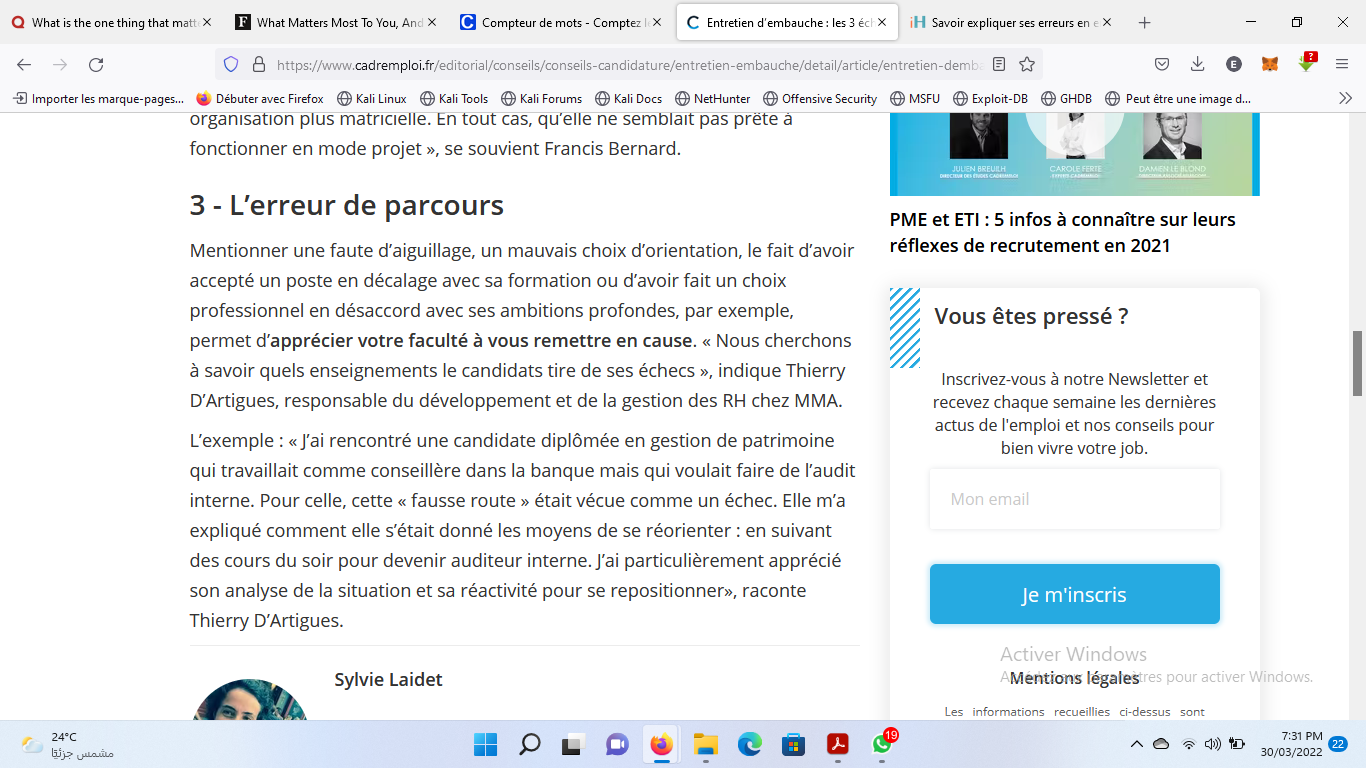 What is the one thing that matt
What Matters Most To You, And
Compteur de mots - Comptez le
Entretien d'embauche : les 3 éch
Savoir expliquer ses erreurs en e
https://www.cadremploi.fr/editorial/conseils/conseils-candidature/entretien-embauche/detail/article/entretien-demba
Importer les marque-pages...
Débuter avec Firefox
Kali Linux
Kali Tools
Kali Forums
Kali Docs
NetHunter
Offensive Security
MSFU
Exploit-DB
GHDB
Peut être une image d...
organisation plus matricielle. En tout cas, qu'elle ne semblait pas prête à
fonctionner en mode projet », se souvient Francis Bernard.
3 - L'erreur de parcours
Mentionner une faute d'aiguillage, un mauvais choix d'orientation, le fait d'avoir
accepté un poste en décalage avec sa formation ou d'avoir fait un choix
professionnel en désaccord avec ses ambitions profondes, par exemple,
permet d'apprécier votre faculté à vous remettre en cause. « Nous cherchons
à savoir quels enseignements le candidats tire de ses échecs », indique Thierry
D'Artigues, responsable du développement et de la gestion des RH chez MMA.
L'exemple : « J'ai rencontré une candidate diplômée en gestion de patrimoine
qui travaillait comme conseillère dans la banque mais qui voulait faire de l'audit
interne. Pour celle, cette « fausse route » était vécue comme un échec. Elle m'a
expliqué comment elle s'était donné les moyens de se réorienter : en suivant
des cours du soir pour devenir auditeur interne. J'ai particulièrement apprécié
son analyse de la situation et sa réactivité pour se repositionner», raconte
Thierry D'Artigues.
Sylvie Laidet
JULIEN BREUILH
DIRECTEUR DES ÉTUDES CADREMPLOI
CAROLE FERTE
DAMIEN LE BLOND
PME et ETI : 5 infos à connaître sur leurs
réflexes de recrutement en 2021
Vous êtes pressé ?
Inscrivez-vous à notre Newsletter et
recevez chaque semaine les dernières
actus de l'emploi et nos conseils pour
bien vivre votre job.
Mon email
Je m'inscris
Activer Windows
Mentions légales
pour activer Windows.
Les informations recueillies ci-dessus sont
24°C
مشمس جزئيًا
19
7:31 PM
30/03/2022
22